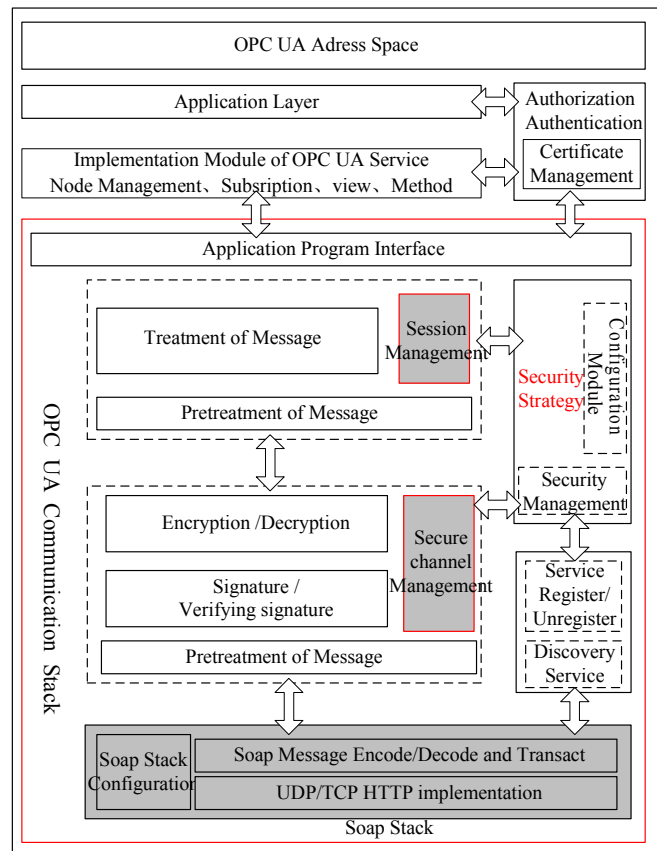 OPC UA Adress Space
Application Layer
Authorization
Authentication
Certificate
Management
Implementation Module of OPC UA Service
Node Management、Subsription、view、Method
Application Program Interface
Treatment of Message
Session
Management
Pretreatment of Message
Configuration
Module
Security
Strategy
Security
Management
OPC UA Communication Stack
Encryption /Decryption
Secure
channel
Management
Signature /
Verifying signature
Pretreatment of Message
Service
Register/
Unregister
Discovery
Service
Soap Stack
Configuration
Soap Message Encode/Decode and Transact
UDP/TCP HTTP implementation
Soap Stack